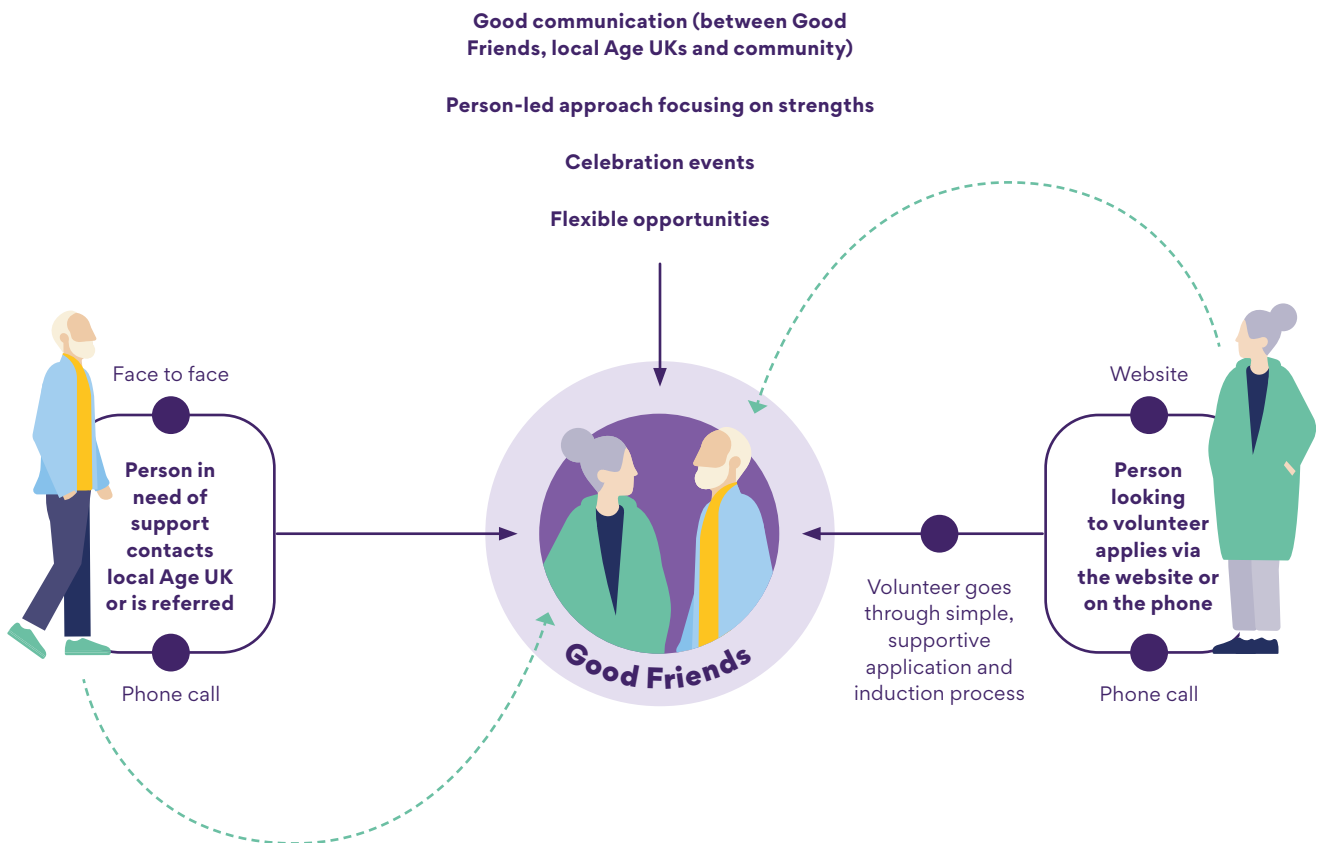 Good communication (between Good
Friends, local Age UKs and community)
Person-led approach focusing on strengths
Celebration events
Flexible opportunities
Face to face
Person in
need of
support
contacts
local Age UK
or is referred
Phone call
Good Friends
Volunteer goes
through simple,
supportive
application and
induction process
Website
Person
looking
to volunteer
applies via
the website or
on the phone
Phone call